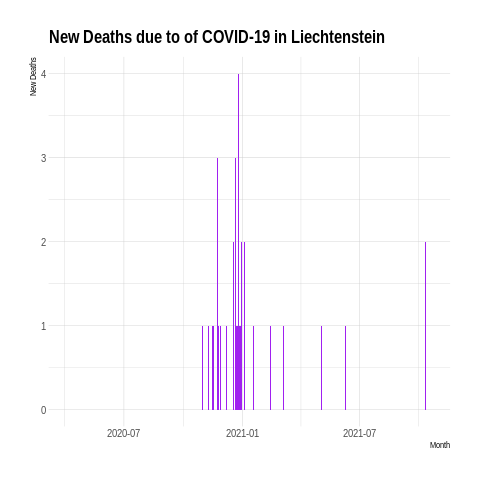 New Deaths due to of COVID-19 in Liechtenstein
New Deaths
4
3
2
1
0
2020-07 2021-01 2021-07
Month